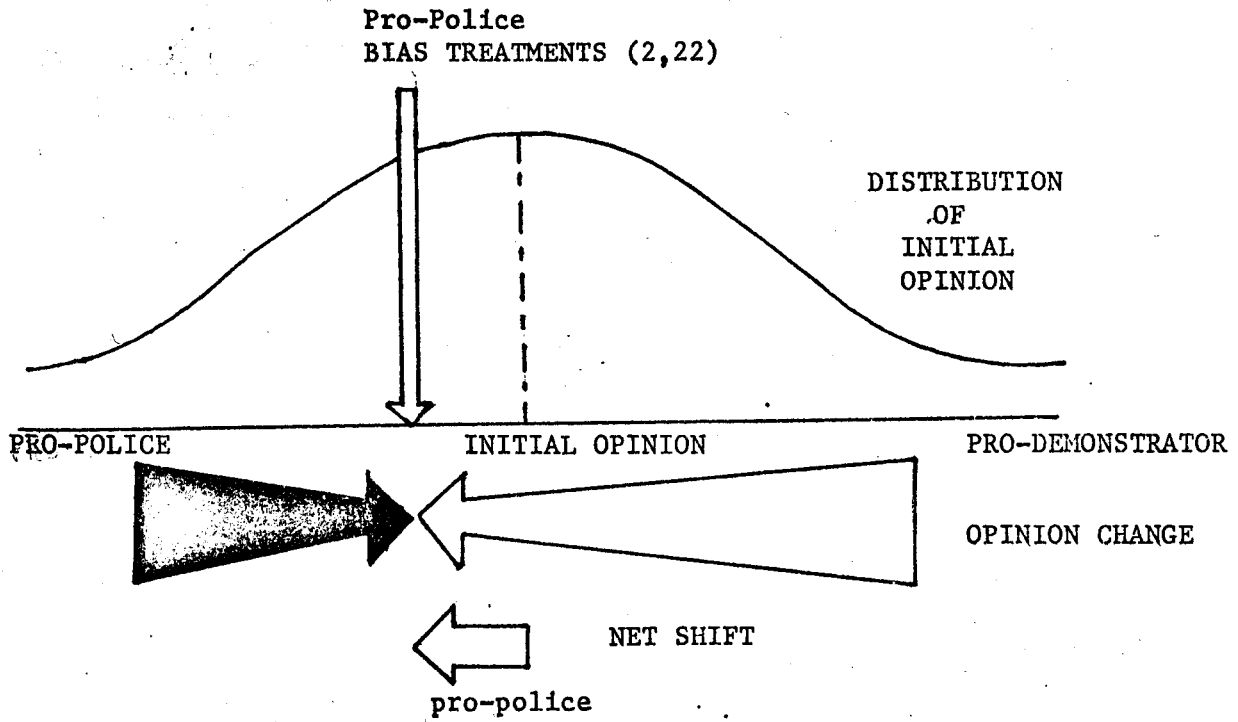 Pro-Police
BIAS TREATMENTS (2,22)
DISTRIBUTION
OF
INITIAL
OPINION
PRO-POLICE
INITIAL OPINION
PRO-DEMONSTRATOR
OPINION CHANGE
NET SHIFT
pro-police